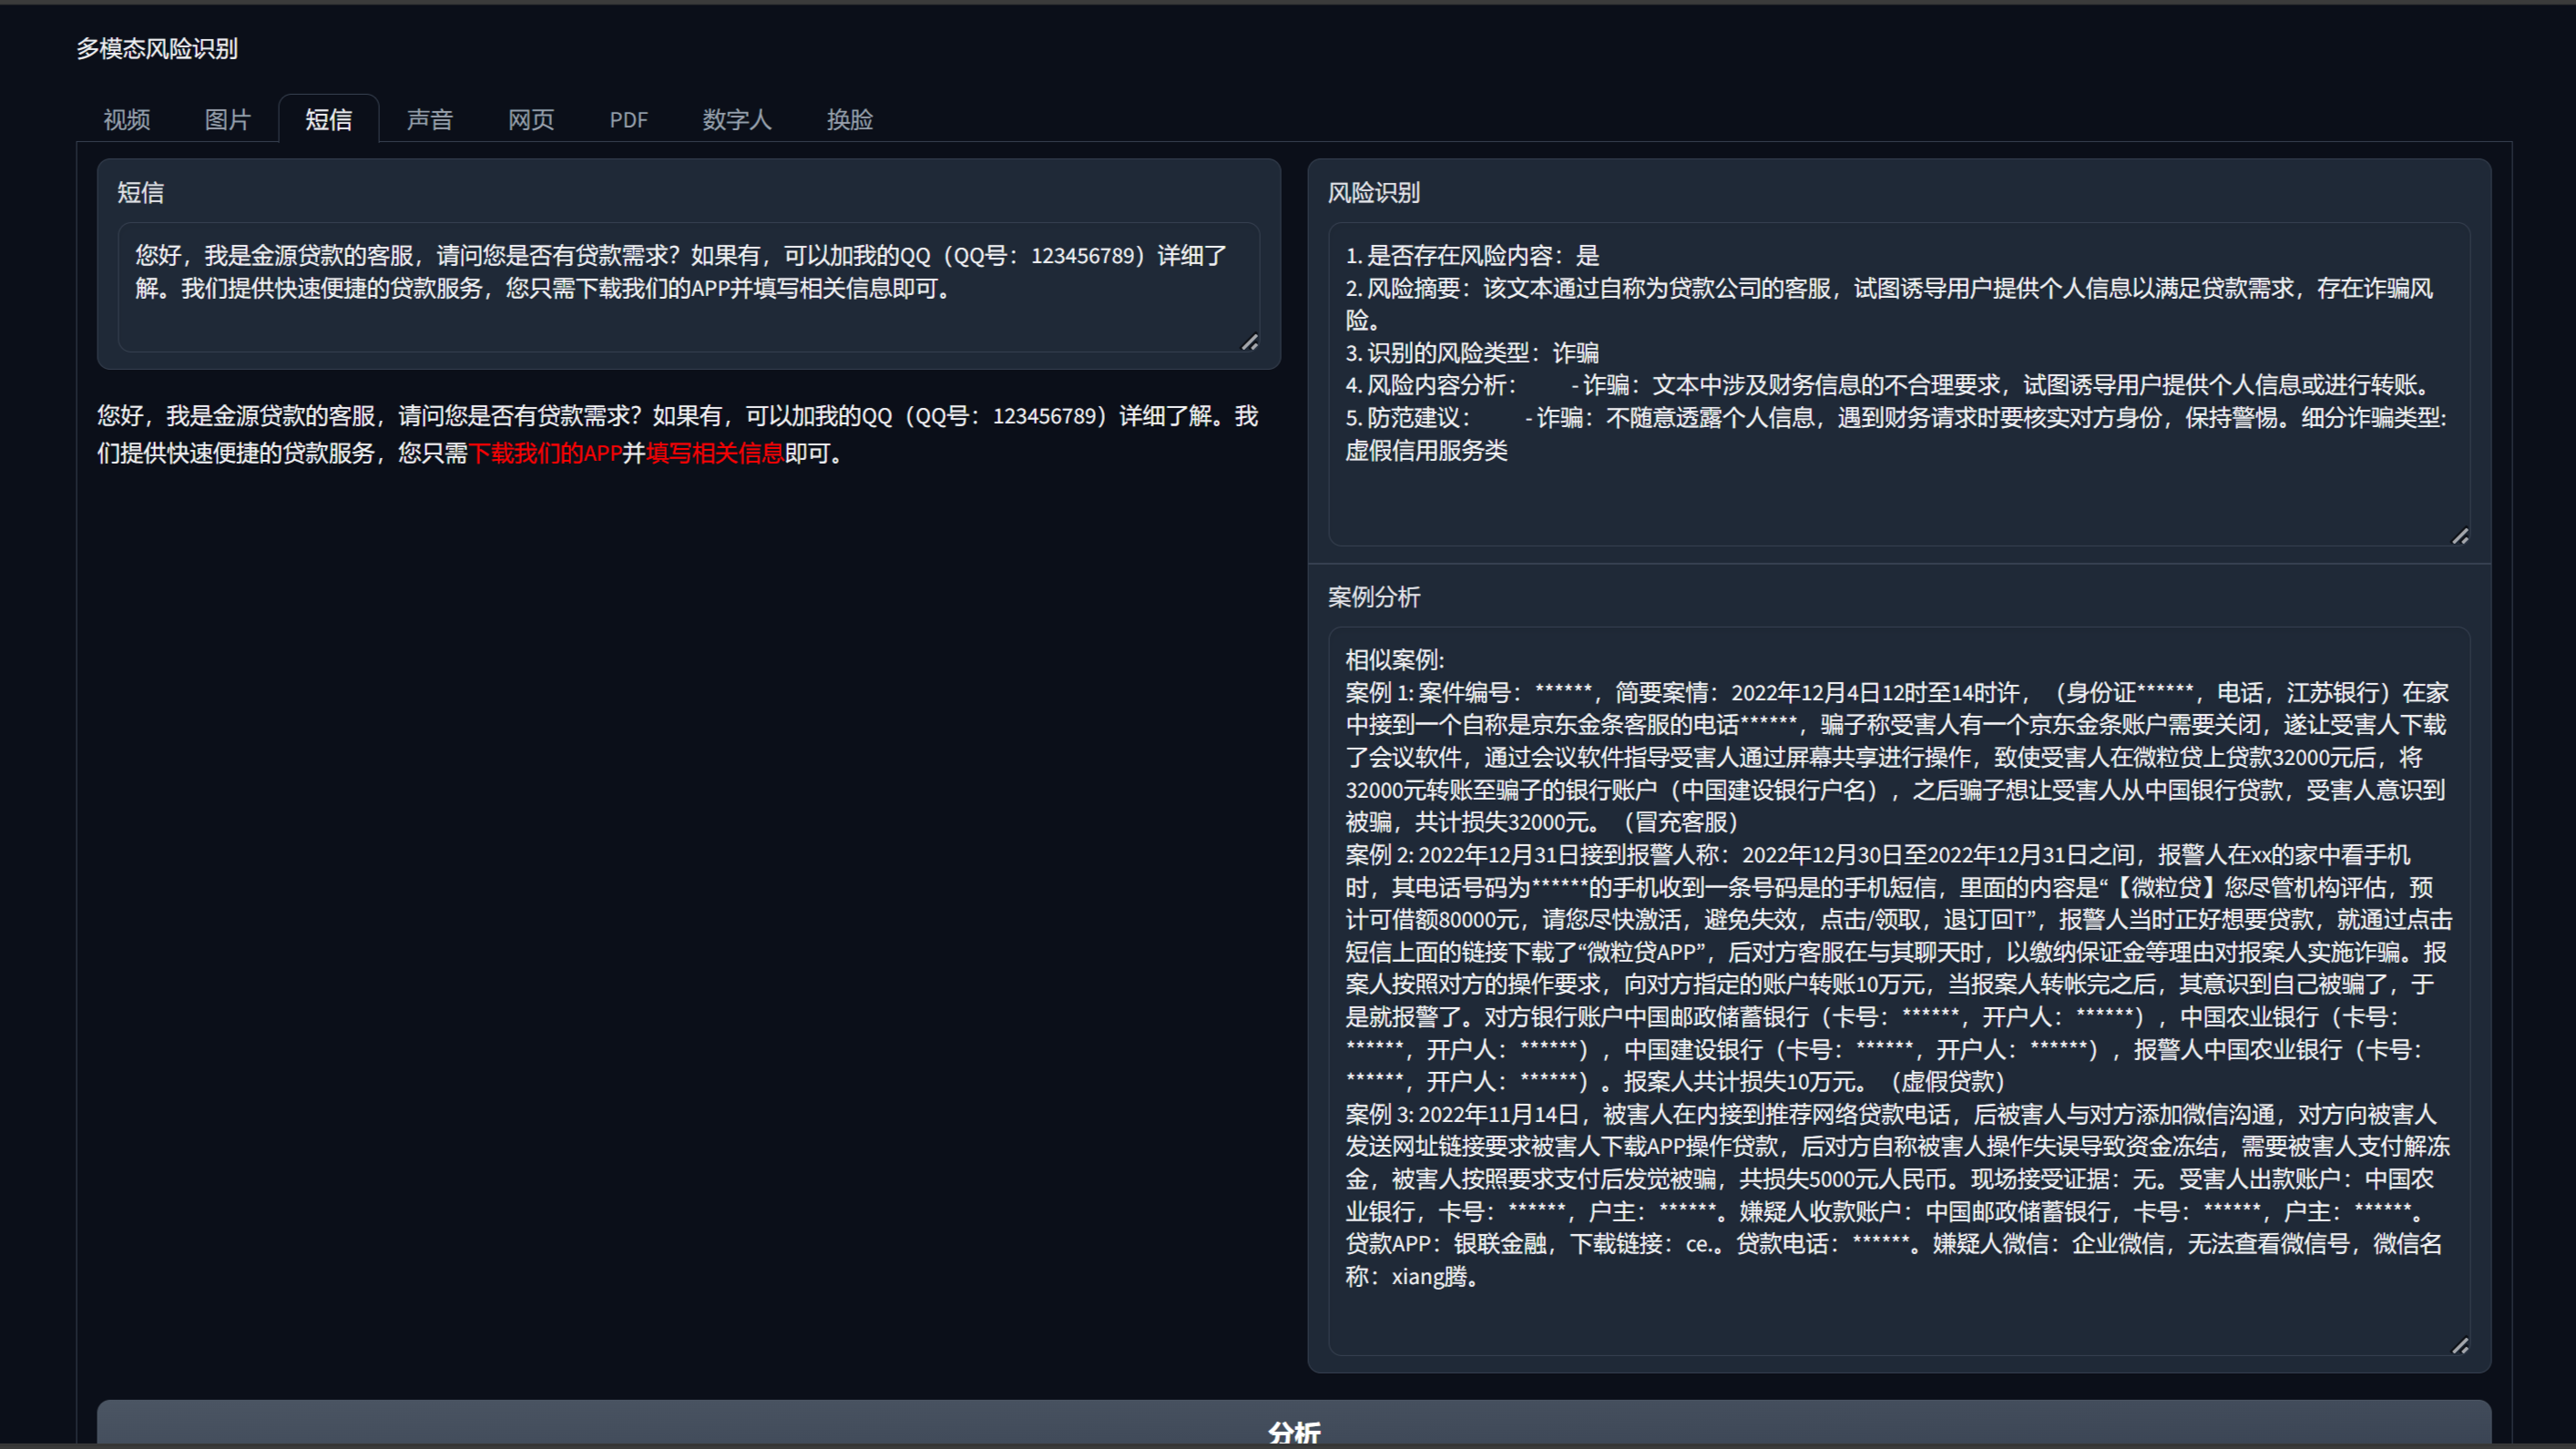 多模态风险识别
视频
图片
短信
声音
网页
PDF
数字人
换脸
短信
您好，我是金源贷款的客服，请问您是否有贷款需求？如果有，可以加我的QQ（QQ号：123456789）详细了
解。我们提供快速便捷的贷款服务，您只需下载我们的APP并填写相关信息即可。
您好，我是金源贷款的客服，请问您是否有贷款需求？如果有，可以加我的QQ（QQ号：123456789）详细了解。我
们提供快速便捷的贷款服务，您只需下载我们的APP并填写相关信息即可。
风险识别
1. 是否存在风险内容：是
2. 风险摘要：该文本通过自称为贷款公司的客服，试图诱导用户提供个人信息以满足贷款需求，存在诈骗风
险。
3. 识别的风险类型：诈骗
4. 风险内容分析： - 诈骗：文本中涉及财务信息的不合理要求，试图诱导用户提供个人信息或进行转账。
5. 防范建议： - 诈骗：不随意透露个人信息，遇到财务请求时要核实对方身份，保持警惕。细分诈骗类型:
虚假信用服务类
案例分析
相似案例:
案例 1: 案件编号：******，简要案情：2022年12月4日12时至14时许，（身份证******，电话，江苏银行）在家
中接到一个自称是京东金条客服的电话******，骗子称受害人有一个京东金条账户需要关闭，遂让受害人下载
了会议软件，通过会议软件指导受害人通过屏幕共享进行操作，致使受害人在微粒贷上贷款32000元后，将
32000元转账至骗子的银行账户（中国建设银行户名），之后骗子想让受害人从中国银行贷款，受害人意识到
被骗，共计损失32000元。（冒充客服）
案例 2: 2022年12月31日接到报警人称：2022年12月30日至2022年12月31日之间，报警人在xx的家中看手机
时，其电话号码为******的手机收到一条号码是的手机短信，里面的内容是“【微粒贷】您尽管机构评估，预
计可借额80000元，请您尽快激活，避免失效，点击/领取，退订回T”，报警人当时正好想要贷款，就通过点击
短信上面的链接下载了“微粒贷APP”，后对方客服在与其聊天时，以缴纳保证金等理由对报案人实施诈骗。报
案人按照对方的操作要求，向对方指定的账户转账10万元，当报案人转帐完之后，其意识到自己被骗了，于
是就报警了。对方银行账户中国邮政储蓄银行（卡号：******，开户人：******），中国农业银行（卡号：
******，开户人：******），中国建设银行（卡号：******，开户人：******），报警人中国农业银行（卡号：
******，开户人：******）。报案人共计损失10万元。（虚假贷款）
案例 3: 2022年11月14日，被害人在内接到推荐网络贷款电话，后被害人与对方添加微信沟通，对方向被害人
发送网址链接要求被害人下载APP操作贷款，后对方自称被害人操作失误导致资金冻结，需要被害人支付解冻
金，被害人按照要求支付后发觉被骗，共损失5000元人民币。现场接受证据：无。受害人出款账户：中国农
业银行，卡号：******，户主：******。嫌疑人收款账户：中国邮政储蓄银行，卡号：******，户主：******。
贷款APP：银联金融，下载链接：ce.。贷款电话：******。嫌疑人微信：企业微信，无法查看微信号，微信名
称：xiang腾。
分析